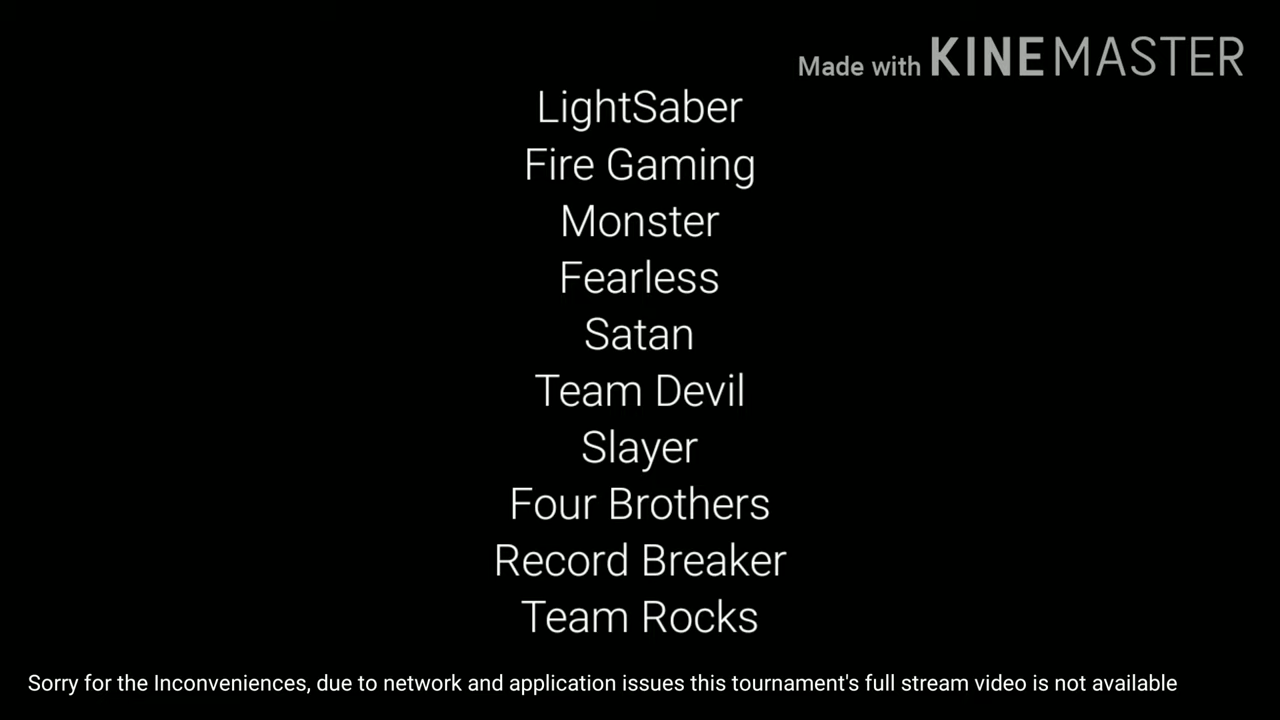 Made with KINEMASTER
LightSaber
Fire Gaming
Monster
Fearless
Satan
Team Devil
Slayer
Four Brothers
Record Breaker
Team Rocks
Sorry for the Inconveniences, due to network and application issues this tournament's full stream video is not available